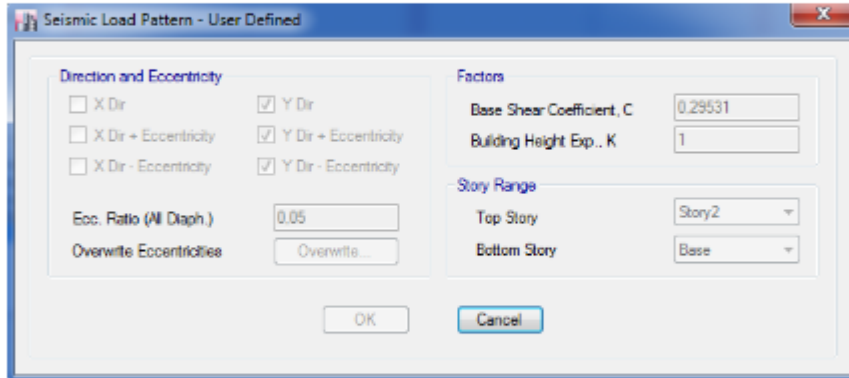 Seismic Load Pattern - User Defined
Direction and Eccentricity
X Dir
Y Dir
X Dir + Eccentricity
Y Dir + Eccentricity
X Dir - Eccentricity
Y Dir - Eccentricity
Ecc. Ratio (All Diaph.)
0.05
Overwrite Eccentricities
Overwrite...
Factors
Base Shear Coefficient, C
0.29531
Building Height Exp., K
1
Story Range
Top Story
Story2
Bottom Story
Base
OK
Cancel